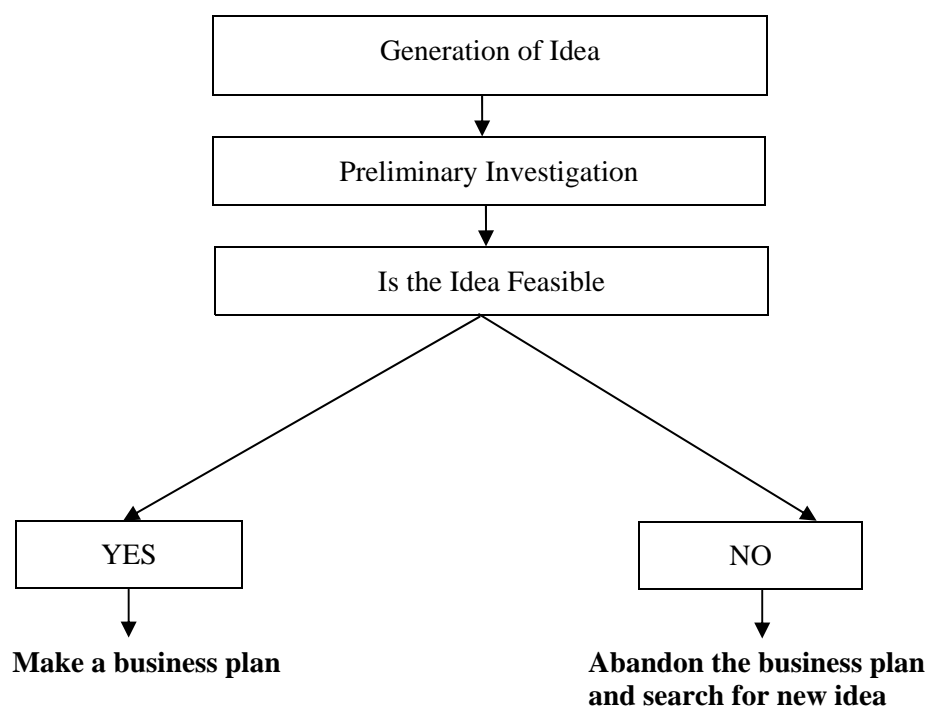 Generation of Idea
Preliminary Investigation
Is the Idea Feasible
YES
NO
Make a business plan
Abandon the business plan
and search for new idea